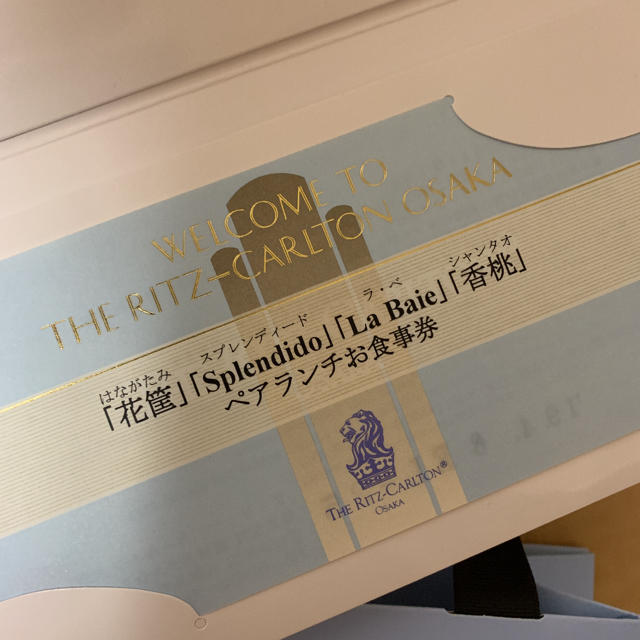 WELCOME TO
THE RITZ-CARLTON OSAKA
はながたみ スプレンディード ラ・ベ シャンタオ
「花筐」「Splendido」「La Baie」「香桃」
ペアランチお食事券
THE RITZ-CARLTON®
OSAKA